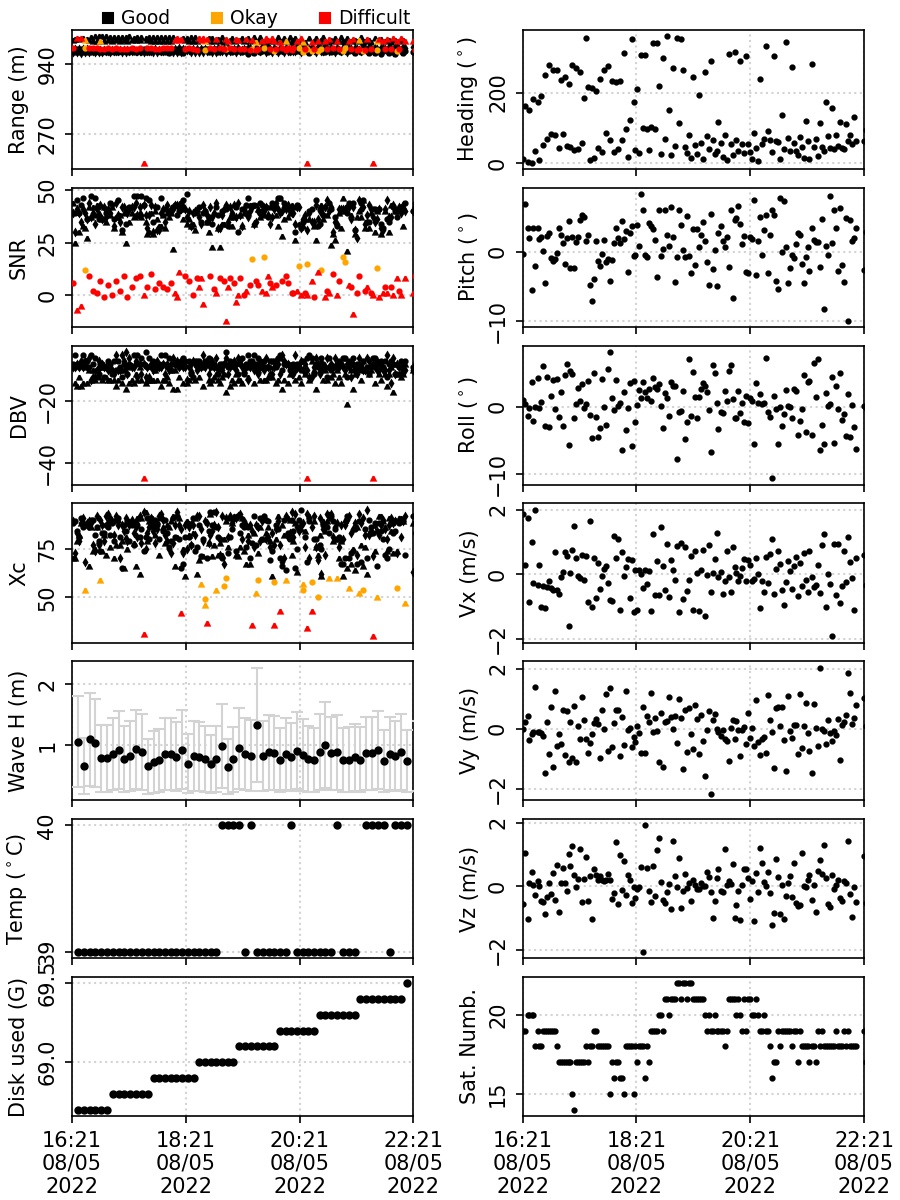 Good Okay Difficult
Range (m)
940
270
Heading (°)
200
0
SNR
50
25
0
Pitch (°)
0
−10
DBV
−20
−40
Roll (°)
0
−10
Xc
75
50
Vx (m/s)
2
0
−2
Wave H (m)
2
1
Vy (m/s)
2
0
−2
Temp (°C)
40
39
Vz (m/s)
2
0
−2
Disk used (G)
69.5
69.0
Sat. Numb.
20
15
16:21 18:21 20:21 22:21
08/05 08/05 08/05 08/05
2022 2022 2022 2022
16:21 18:21 20:21 22:21
08/05 08/05 08/05 08/05
2022 2022 2022 2022